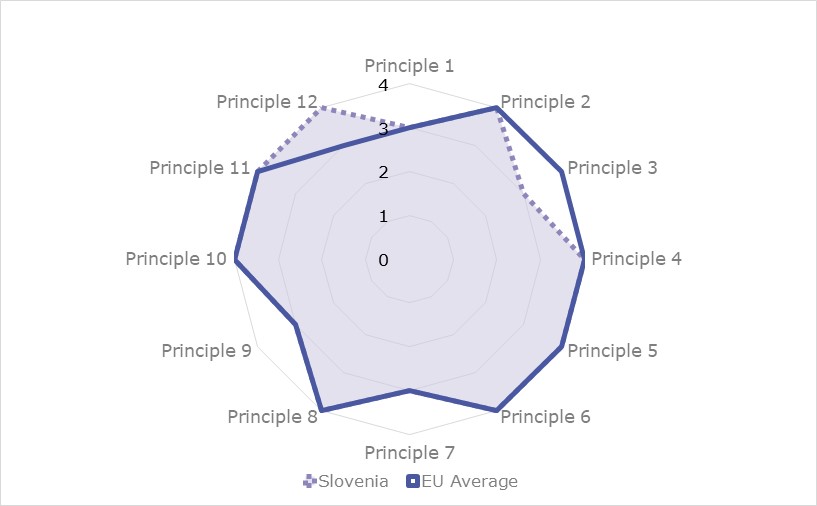 Principle 1
4
Principle 12
Principle 2
3
Principle 11
Principle 3
2
1
Principle 10
0
Principle 4
Principle 9
Principle 5
Principle 8
Principle 6
Principle 7
Slovenia
EU Average